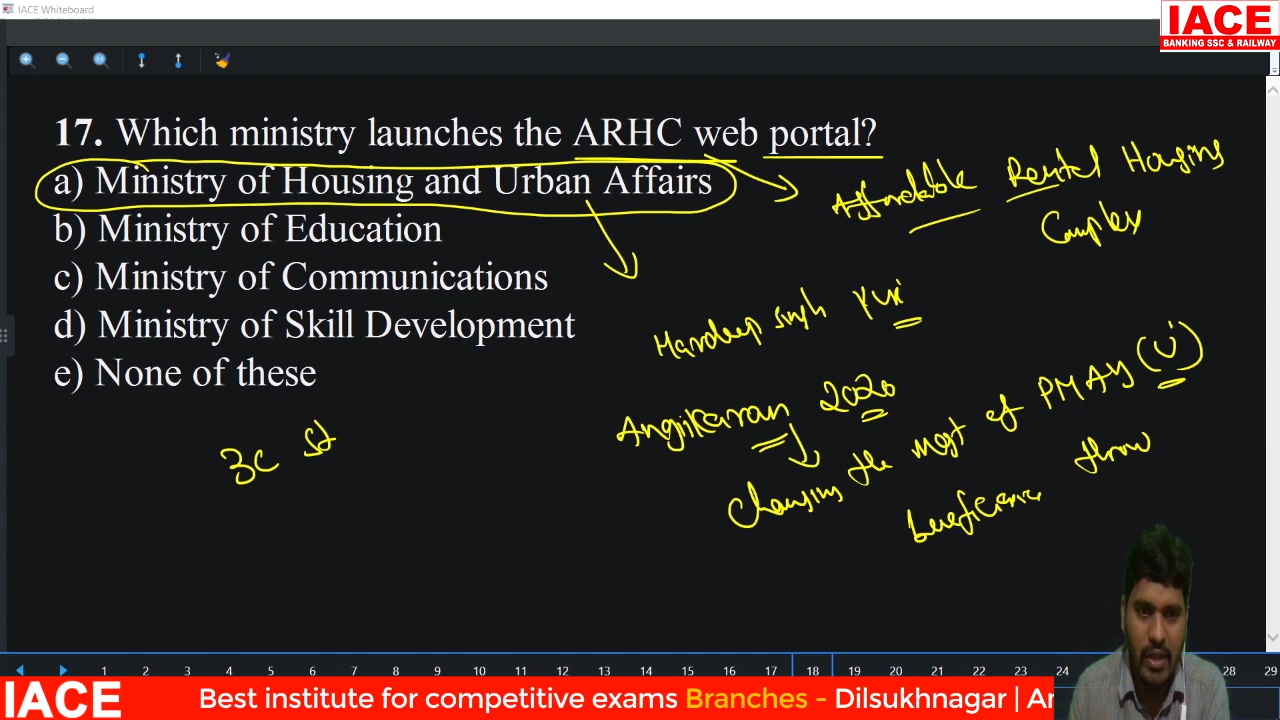 IACE Whiteboard
IACE
BANKING SSC & RAILWAY
17. Which ministry launches the ARHC web portal?
a) Ministry of Housing and Urban Affairs
b) Ministry of Education
c) Ministry of Communications
d) Ministry of Skill Development
e) None of these
Affordable Rental Housing
Complex
Hardeep singh Puri
Angikaran 2020
the most of PMAY (U)
30 st
1 2 3 4 5 6 7 8 9 10 11 12 13 14 15 16 17 18 19 20 21 22 23 24 28 29
IACE
Best institute for competitive exams Branches - Dilsukhnagar |